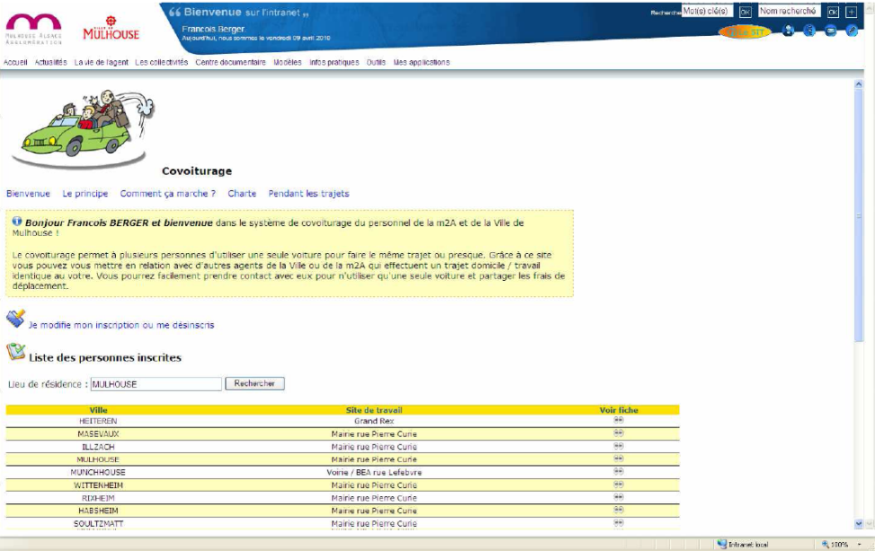 MULHOUSE ALSACE
AGGLOMÉRATION
VILLE DE
MULHOUSE
Bienvenue sur l'intranet
Francois Berger
Aujourd'hui, nous sommes le vendredi 09 avril 2010
Rechercher Mot(s) clé(s) OK Nom recherché OK +
Accueil Actualités La vie de l'agent Les collectivités Centre documentaire Modèles Infos pratiques Outils Mes applications
Covoiturage
Bienvenue Le principe Comment ça marche ? Charte Pendant les trajets
Bonjour Francois BERGER et bienvenue dans le système de covoiturage du personnel de la m2A et de la Ville de
Mulhouse !
Le covoiturage permet à plusieurs personnes d'utiliser une seule voiture pour faire le même trajet ou presque. Grâce à ce site
vous pouvez vous mettre en relation avec d'autres agents de la Ville ou de la m2A qui effectuent un trajet domicile / travail
identique au votre. Vous pourrez facilement prendre contact avec eux pour n'utiliser qu'une seule voiture et partager les frais de
déplacement.
Je modifie mon inscription ou me désinscris
Liste des personnes inscrites
Lieu de résidence : MULHOUSE Rechercher
Ville Site de travail Voir fiche
HEITEREN Grand Rex
MASEVAUX Mairie rue Pierre Curie
ILLZACH Mairie rue Pierre Curie
MULHOUSE Mairie rue Pierre Curie
MUNCHHOUSE Voirie / BEA rue Lefebvre
WITTENHEIM Mairie rue Pierre Curie
RIXHEIM Mairie rue Pierre Curie
HABSHEIM Mairie rue Pierre Curie
SOULTZMATT Mairie rue Pierre Curie
Intranet local 100%